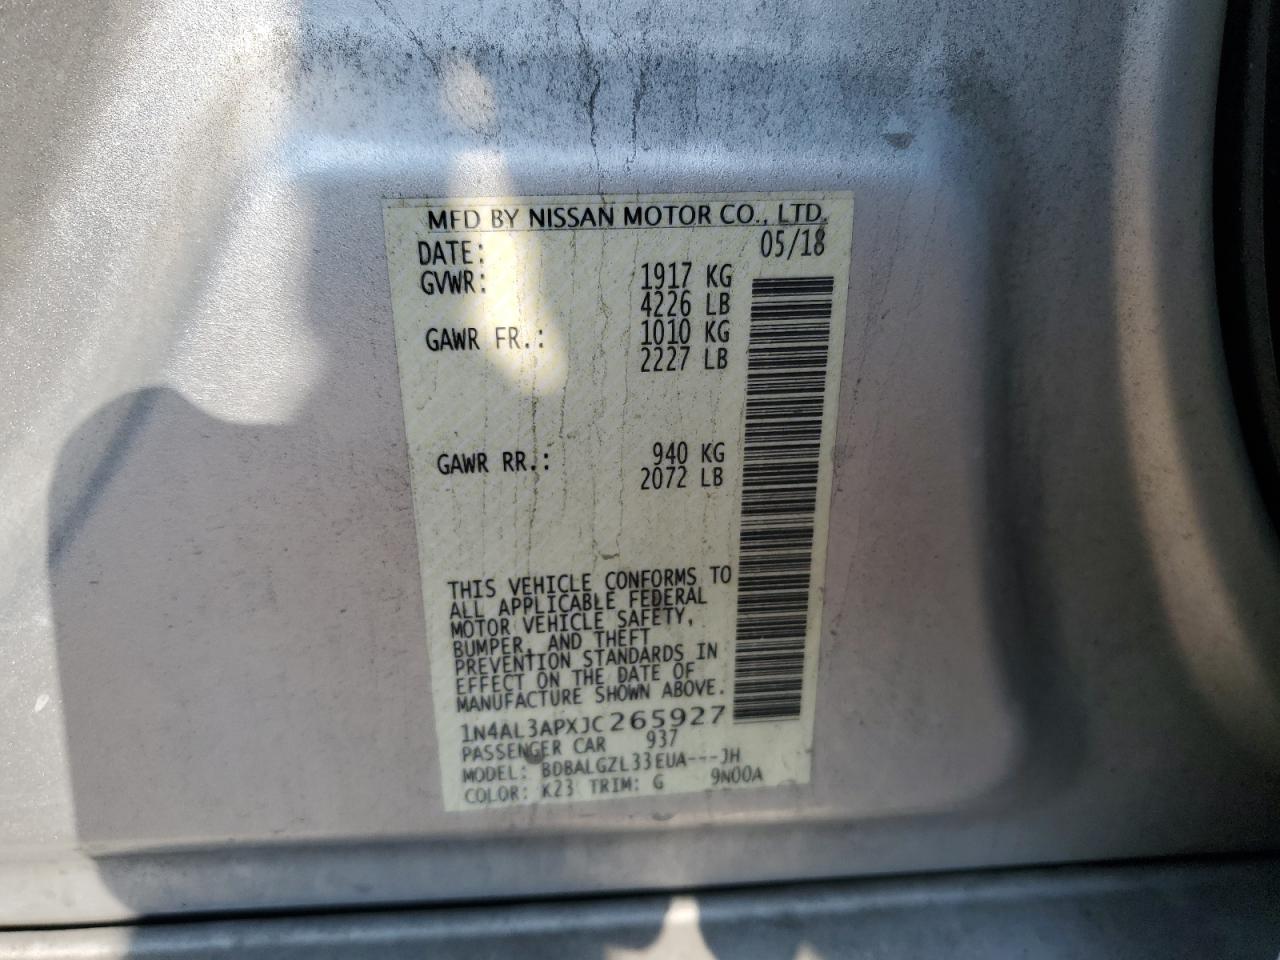 MFD BY NISSAN MOTOR CO., LTD.
DATE: 05/18
GVWR: 1917 KG
4226 LB
GAWR FR.: 1010 KG
2227 LB
GAWR RR.: 940 KG
2072 LB
THIS VEHICLE CONFORMS TO
ALL APPLICABLE FEDERAL
MOTOR VEHICLE SAFETY,
BUMPER, AND THEFT
PREVENTION STANDARDS IN
EFFECT ON THE DATE OF
MANUFACTURE SHOWN ABOVE.
1N4AL3APXJC265927
PASSENGER CAR 937
MODEL: BDBALGZL33EUA---JH
COLOR: K23 TRIM: G 9N00A